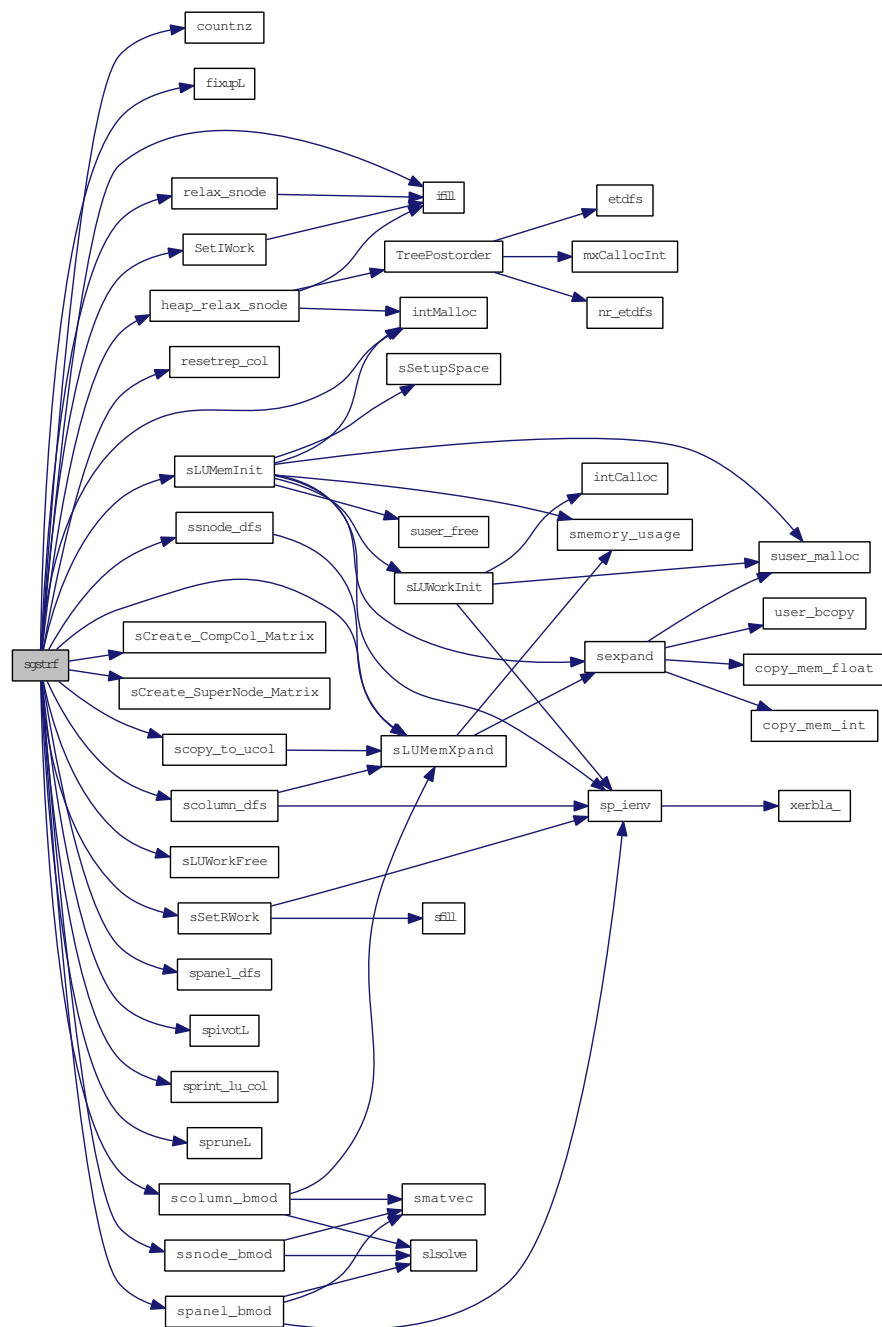 countnz
fixupL
relax_snode
ifill
etdfs
SetIWork
TreePostorder
mxCallocInt
heap_relax_snode
intMalloc
nr_etdfs
resetrep_col
sSetupSpace
sLUMemInit
intCalloc
ssnode_dfs
suser_free
smemory_usage
suser_malloc
sLUWorkInit
user_bcopy
sCreate_CompCol_Matrix
sgstrf
sexpand
copy_mem_float
sCreate_SuperNode_Matrix
copy_mem_int
scopy_to_ucol
sLUMemXpand
scolumn_dfs
sp_ienv
xerbla_
sLUWorkFree
sSetRWork
sfill
spanel_dfs
spivotL
sprint_lu_col
spruneL
scolumn_bmod
smatvec
ssnode_bmod
slsolve
spanel_bmod